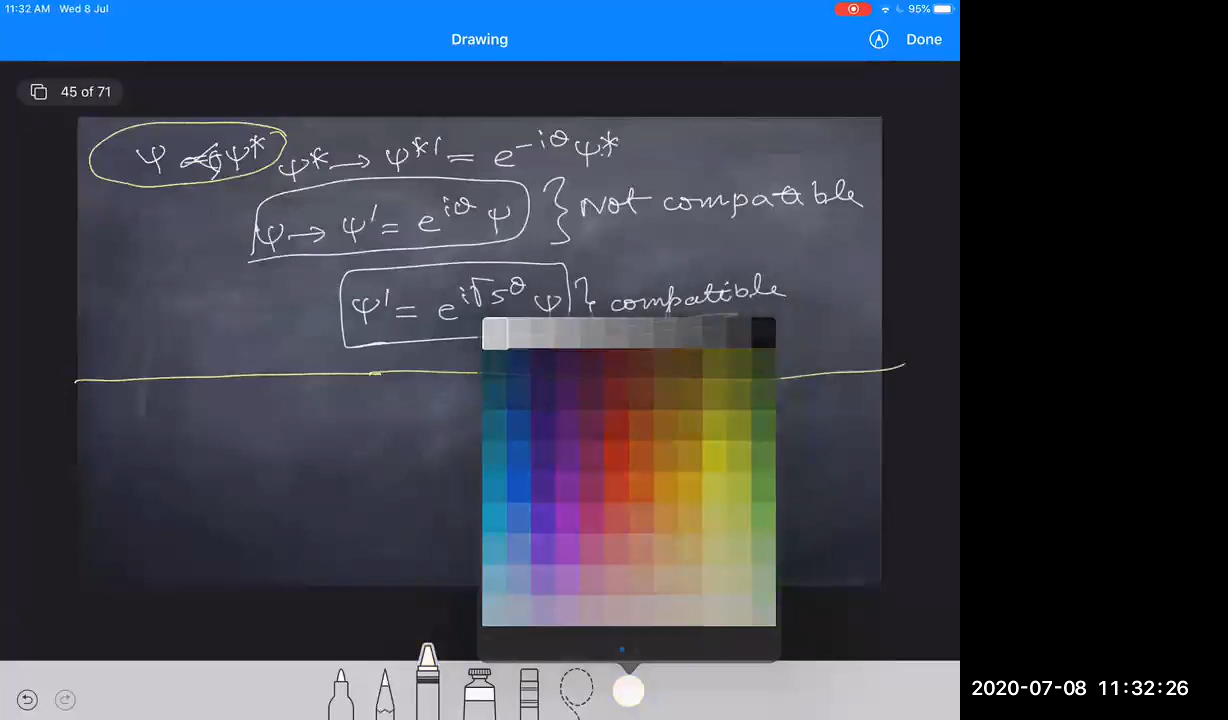 11:32 AM Wed 8 Jul
95%
Drawing
Done
45 of 71
ψ ψ* ψ* → ψ*' = e^{-iθ} ψ*
ψ → ψ' = e^{iθ} ψ } Not compatible
ψ' = e^{iΓ5θ} ψ } compatible
2020-07-08 11:32:26